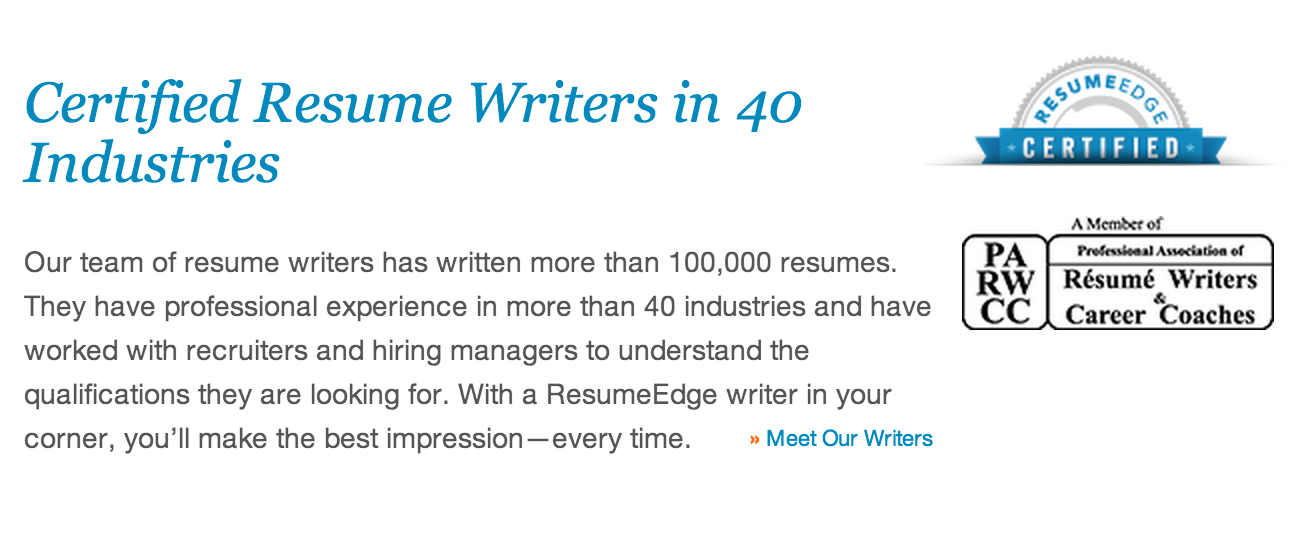 Certified Resume Writers in 40
Industries
Our team of resume writers has written more than 100,000 resumes.
They have professional experience in more than 40 industries and have
worked with recruiters and hiring managers to understand the
qualifications they are looking for. With a ResumeEdge writer in your
corner, you’ll make the best impression—every time.
» Meet Our Writers
RESUMEEDGE
CERTIFIED
A Member of
PA
RW
CC
Professional Association of
Résumé Writers
&
Career Coaches